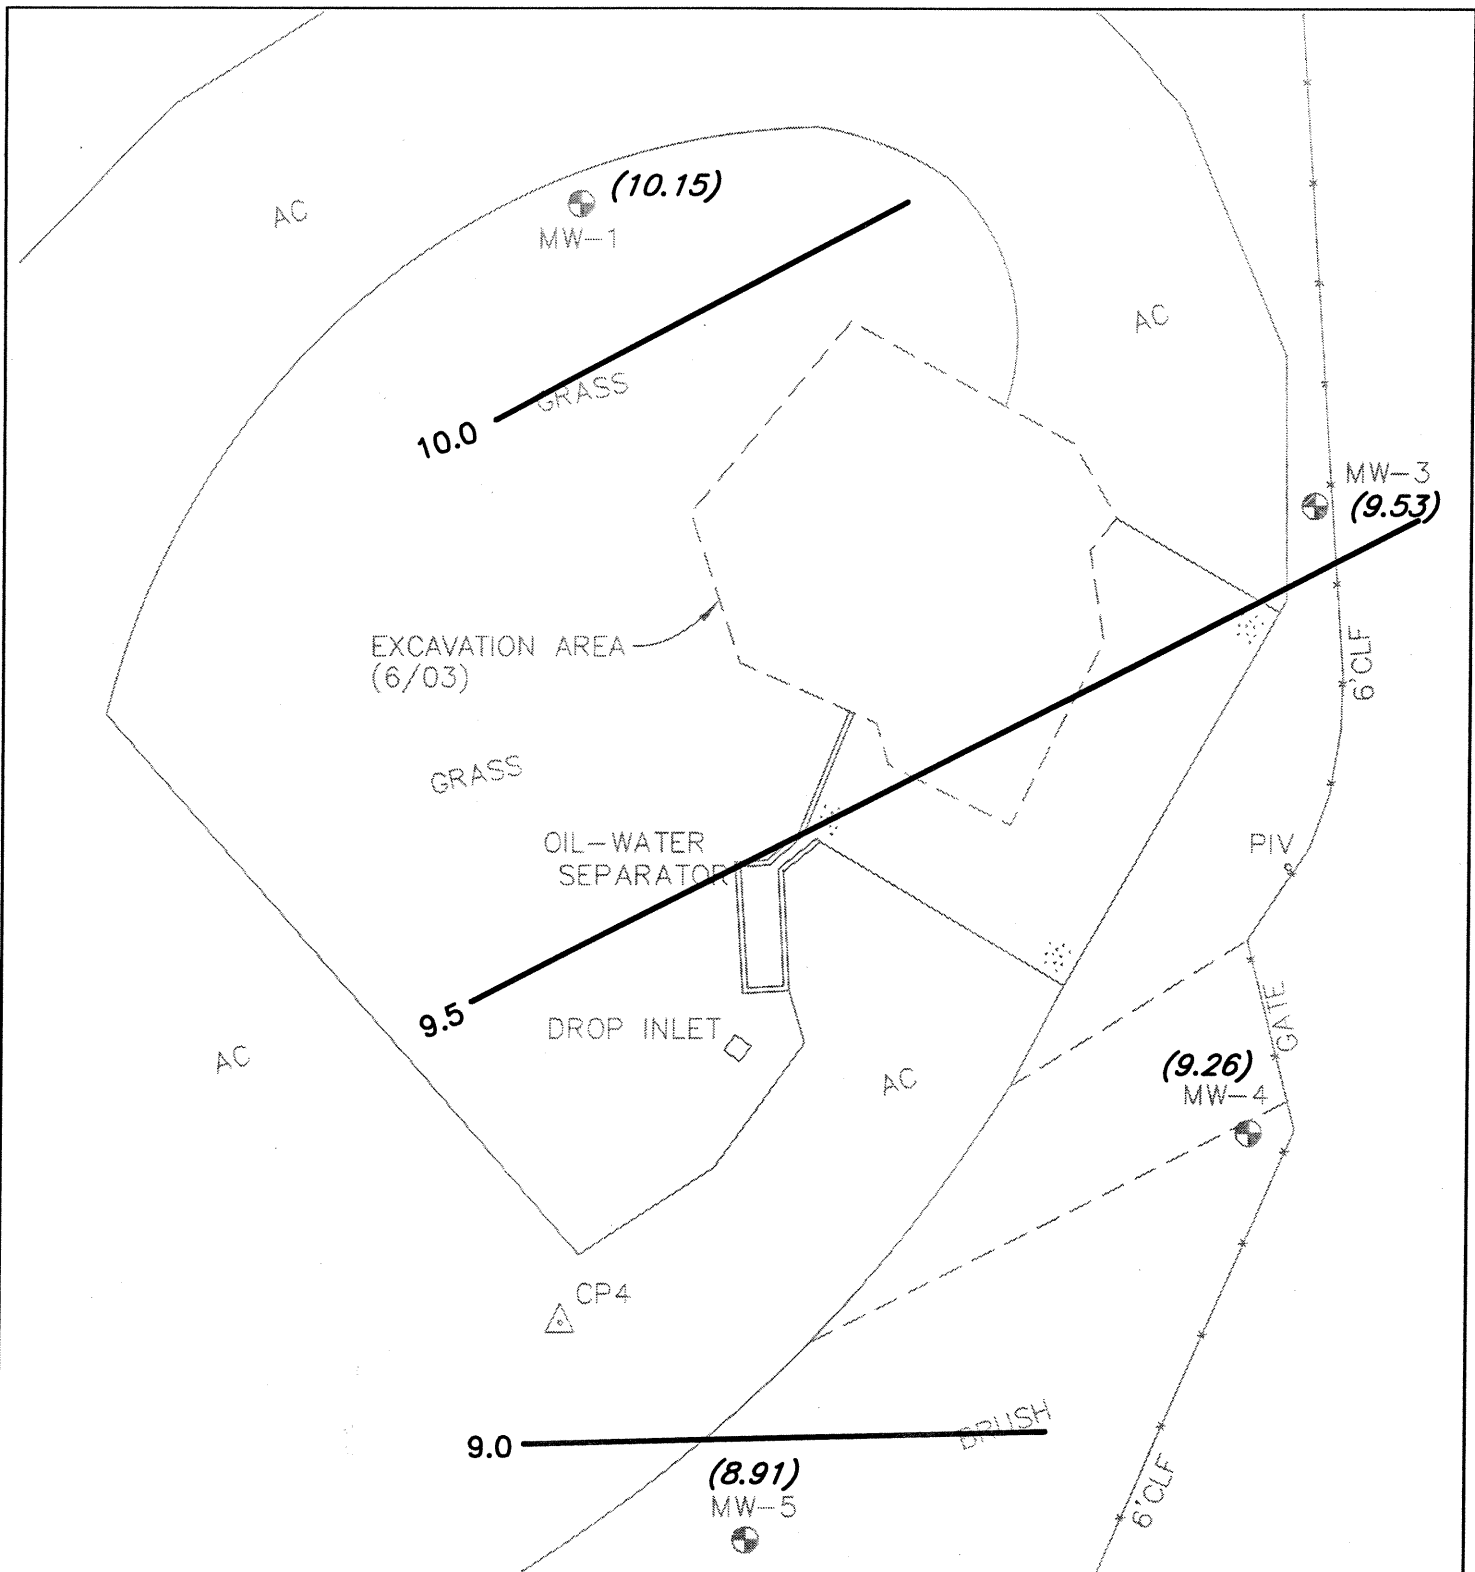 (10.15)
AC
MW-1
AC
GRASS
10.0
MW-3
(9.53)
EXCAVATION AREA
(6/03)
6'CLF
GRASS
OIL-WATER
SEPARATOR
PIV
9.5
DROP INLET
GATE
AC
(9.26)
AC
MW-4
CP4
BRUSH
9.0
(8.91)
MW-5
6'CLF